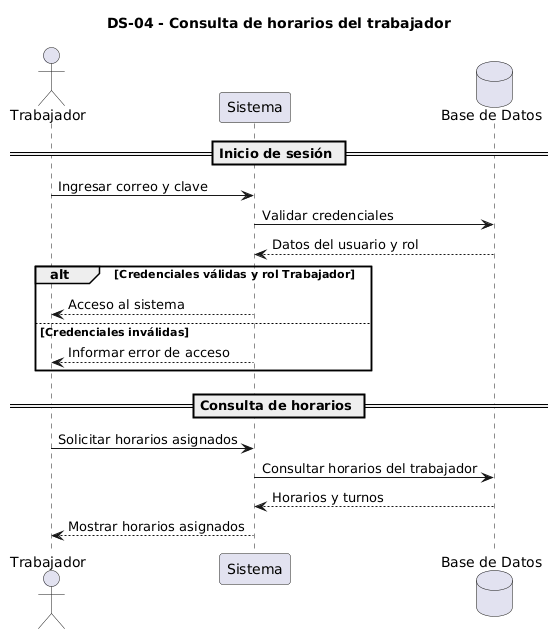 DS-04 - Consulta de horarios del trabajador
Trabajador
Sistema
Base de Datos
Inicio de sesión
Ingresar correo y clave
Validar credenciales
Datos del usuario y rol
alt [Credenciales válidas y rol Trabajador]
Acceso al sistema
[Credenciales inválidas]
Informar error de acceso
Consulta de horarios
Solicitar horarios asignados
Consultar horarios del trabajador
Horarios y turnos
Mostrar horarios asignados
Trabajador
Sistema
Base de Datos